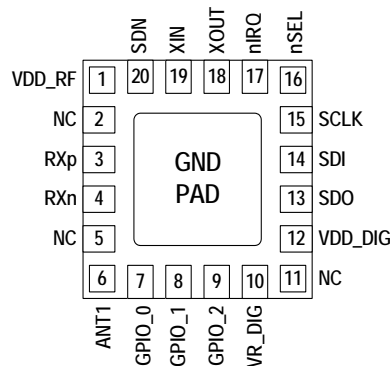 SDN XIN XOUT nIRQ nSEL
20 19 18 17 16
VDD_RF 1
NC 2 15 SCLK
RXp 3 14 SDI
GND
PAD
RXn 4 13 SDO
NC 5 12 VDD_DIG
6 7 8 9 10 11 NC
ANT1 GPIO_0 GPIO_1 GPIO_2 VR_DIG